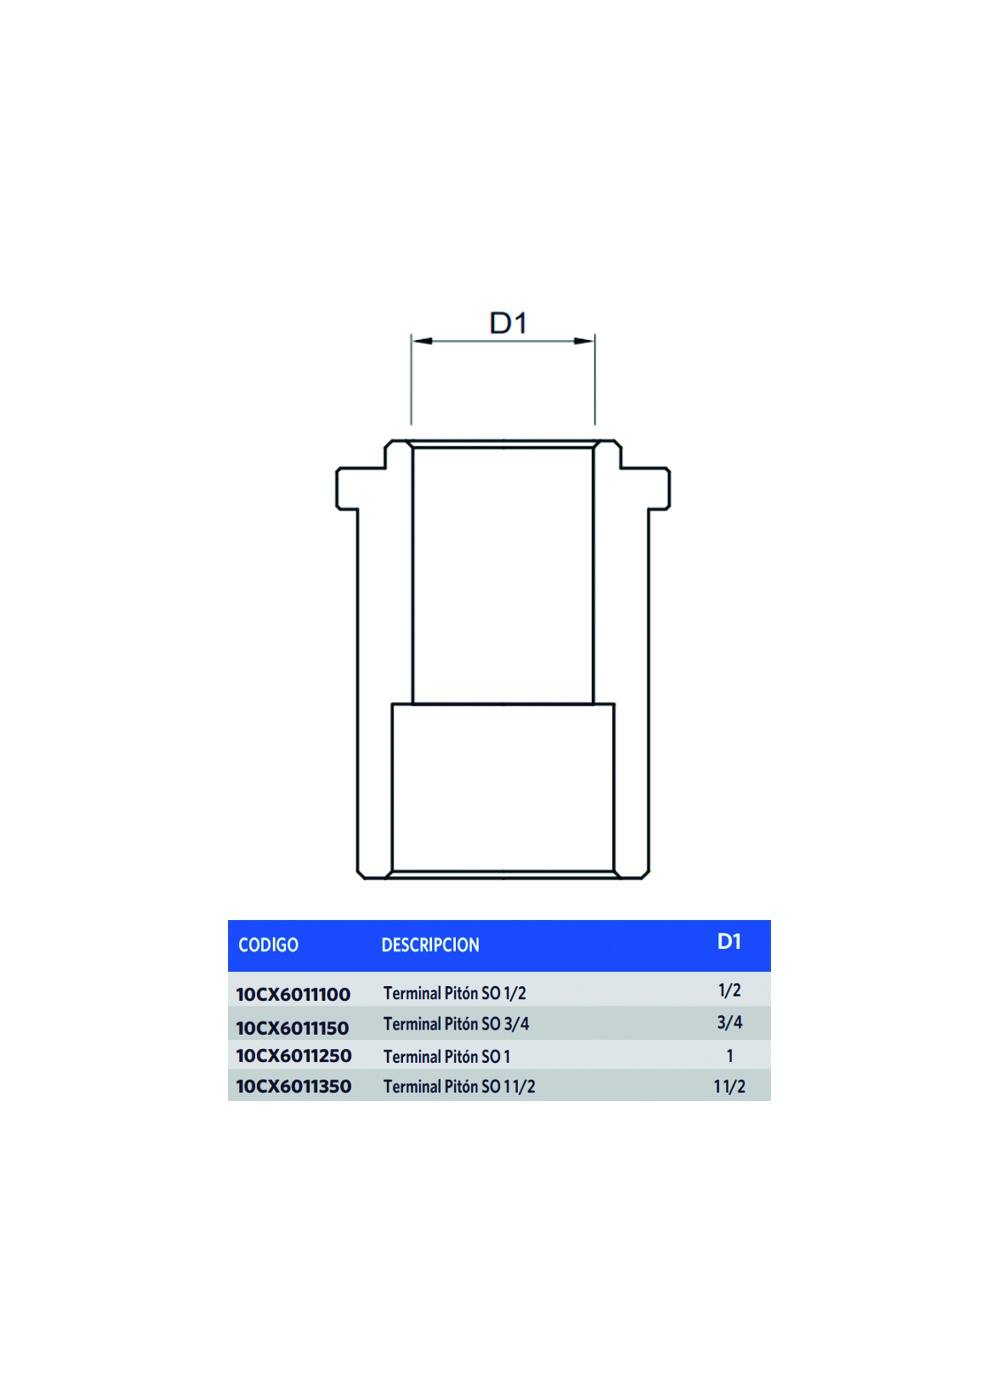 D1
CODIGO DESCRIPCION D1
10CX6011100 Terminal Pitón SO 1/2 1/2
10CX6011150 Terminal Pitón SO 3/4 3/4
10CX6011250 Terminal Pitón SO 1 1
10CX6011350 Terminal Pitón SO 1 1/2 1 1/2